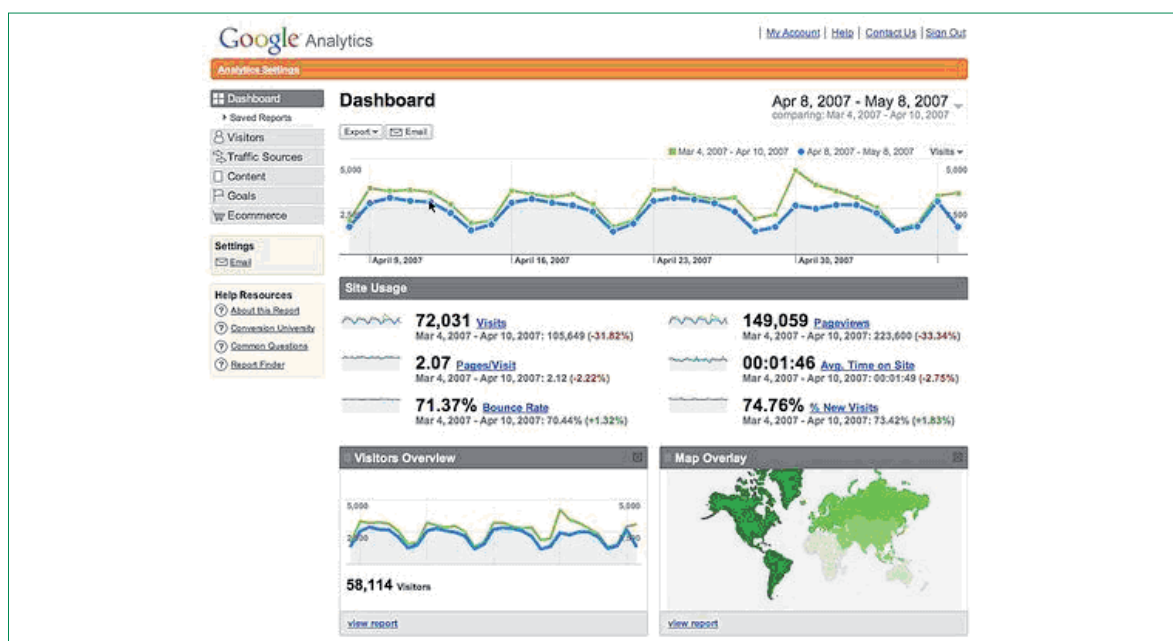 Google Analytics
| My Account | Help | Contact Us | Sign Out
Analytics Settings
Dashboard
Saved Reports
Visitors
Traffic Sources
Content
Goals
Ecommerce
Settings
Email
Help Resources
About this Report
Conversion University
Common Questions
Report Finder
Dashboard
Apr 8, 2007 - May 8, 2007
comparing: Mar 4, 2007 - Apr 10, 2007
Export Email
Mar 4, 2007 - Apr 10, 2007 Apr 8, 2007 - May 8, 2007 Visits
5,000 5,000
April 9, 2007 April 16, 2007 April 23, 2007 April 30, 2007
Site Usage
72,031 Visits
Mar 4, 2007 - Apr 10, 2007: 105,649 (-31.82%)
2.07 Pages/Visit
Mar 4, 2007 - Apr 10, 2007: 2.12 (-2.22%)
71.37% Bounce Rate
Mar 4, 2007 - Apr 10, 2007: 70.44% (+1.32%)
149,059 Pageviews
Mar 4, 2007 - Apr 10, 2007: 223,600 (-33.34%)
00:01:46 Avg. Time on Site
Mar 4, 2007 - Apr 10, 2007: 00:01:49 (-2.75%)
74.76% % New Visits
Mar 4, 2007 - Apr 10, 2007: 73.42% (+1.83%)
Visitors Overview
5,000 5,000
58,114 Visitors
view report
Map Overlay
view report